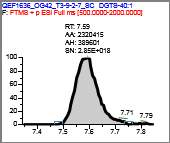 QEF1636_OG42_T3-9-2-7_SC DGTS-40:1
F: FTMS + p ESI Full ms [500.0000-2000.0000]
RT: 7.59
AA: 2320415
AH: 389501
SN: 2.85E+018
100
80
60
40
20
0
7.71
7.79
7.4 7.5 7.6 7.7 7.8